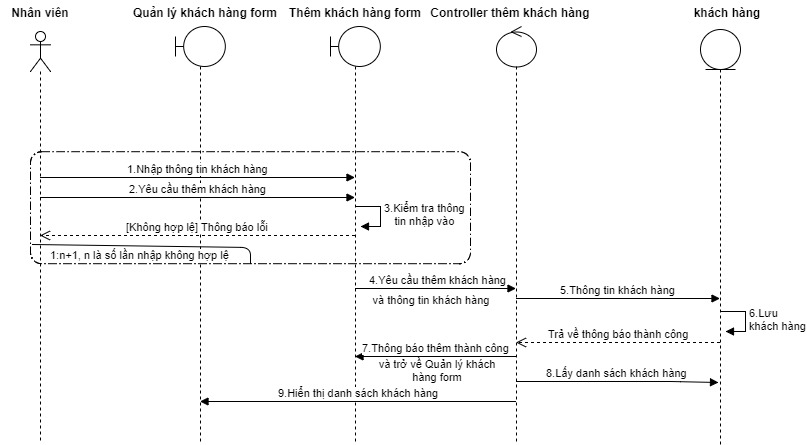 Nhân viên
Quản lý khách hàng form
Thêm khách hàng form
Controller thêm khách hàng
khách hàng
1.Nhập thông tin khách hàng
2.Yêu cầu thêm khách hàng
3.Kiểm tra thông
tin nhập vào
[Không hợp lệ] Thông báo lỗi
1:n+1, n là số lần nhập không hợp lệ
4.Yêu cầu thêm khách hàng
và thông tin khách hàng
5.Thông tin khách hàng
6.Lưu
khách hàng
Trả về thông báo thành công
7.Thông báo thêm thành công
và trở về Quản lý khách
hàng form
8.Lấy danh sách khách hàng
9.Hiển thị danh sách khách hàng